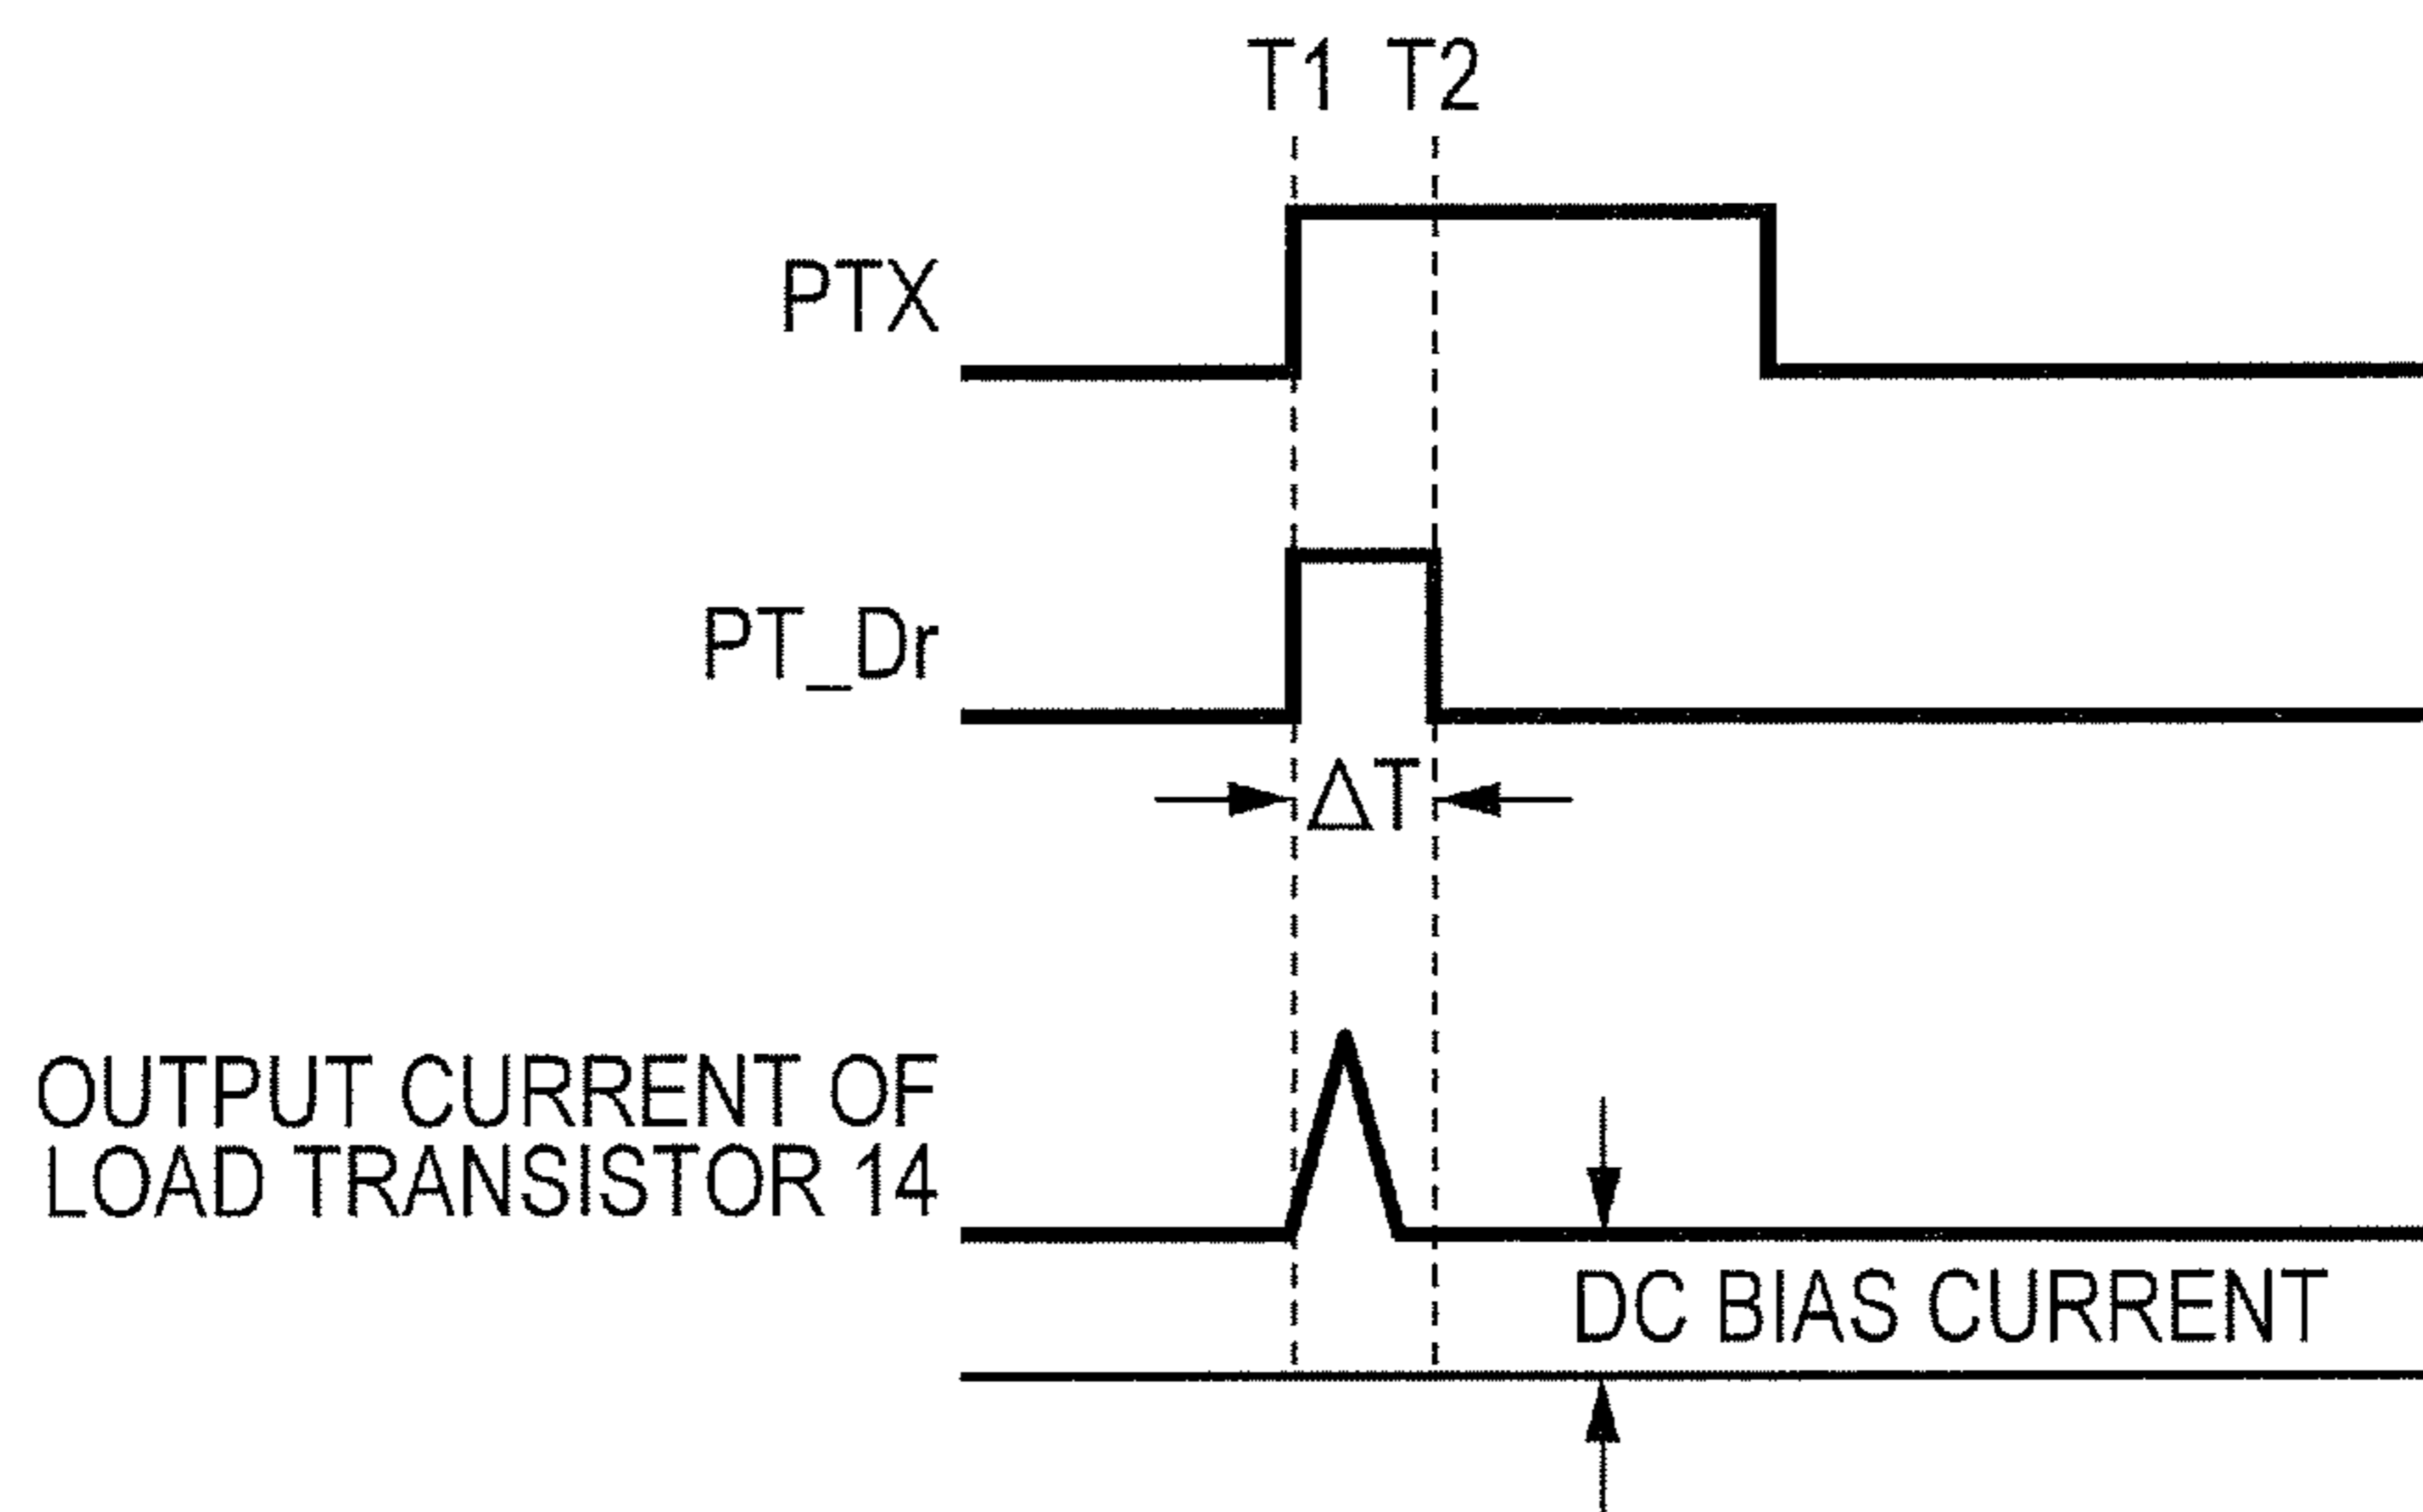 T1 T2
PTX
PT_Dr
ΔT
OUTPUT CURRENT OF
LOAD TRANSISTOR 14
DC BIAS CURRENT